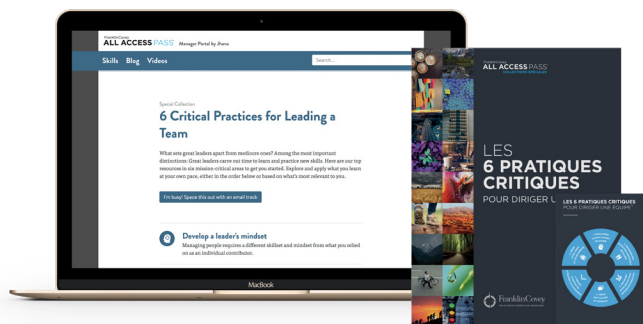 FranklinCovey
ALL ACCESS PASS Manager Portal by Jhana
Skills Blog Videos
Search...
Special Collection
6 Critical Practices for Leading a
Team
What sets great leaders apart from mediocre ones? Among the most important
distinctions: Great leaders carve out time to learn and practice new skills. Here are our top
resources in six mission-critical areas to get you started. Explore and apply what you learn
at your own pace, either in the order below or based on what's most relevant to you.
I'm busy! Space this out with an email track
Develop a leader's mindset
Managing people requires a different skillset and mindset from what you relied
on as an individual contributor.
MacBook
FranklinCovey
ALL ACCESS PASS
LES
6 PRATIQUES
CRITIQUES
POUR DIRIGER U
FranklinCovey
LES 6 PRATIQUES CRITIQUES
POUR DIRIGER UNE ÉQUIPE